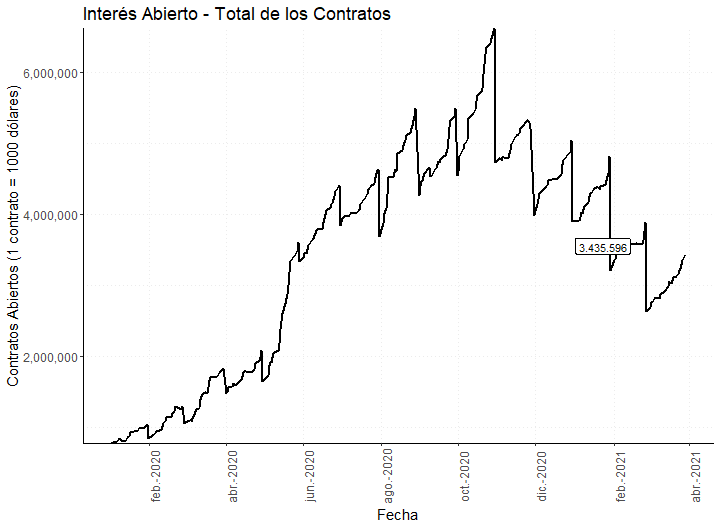 Interés Abierto - Total de los Contratos
Contratos Abiertos (1 contrato = 1000 dólares)
6,000,000
4,000,000
2,000,000
3.435.596
feb.-2020
abr.-2020
jun.-2020
ago.-2020
oct.-2020
dic.-2020
feb.-2021
abr.-2021
Fecha